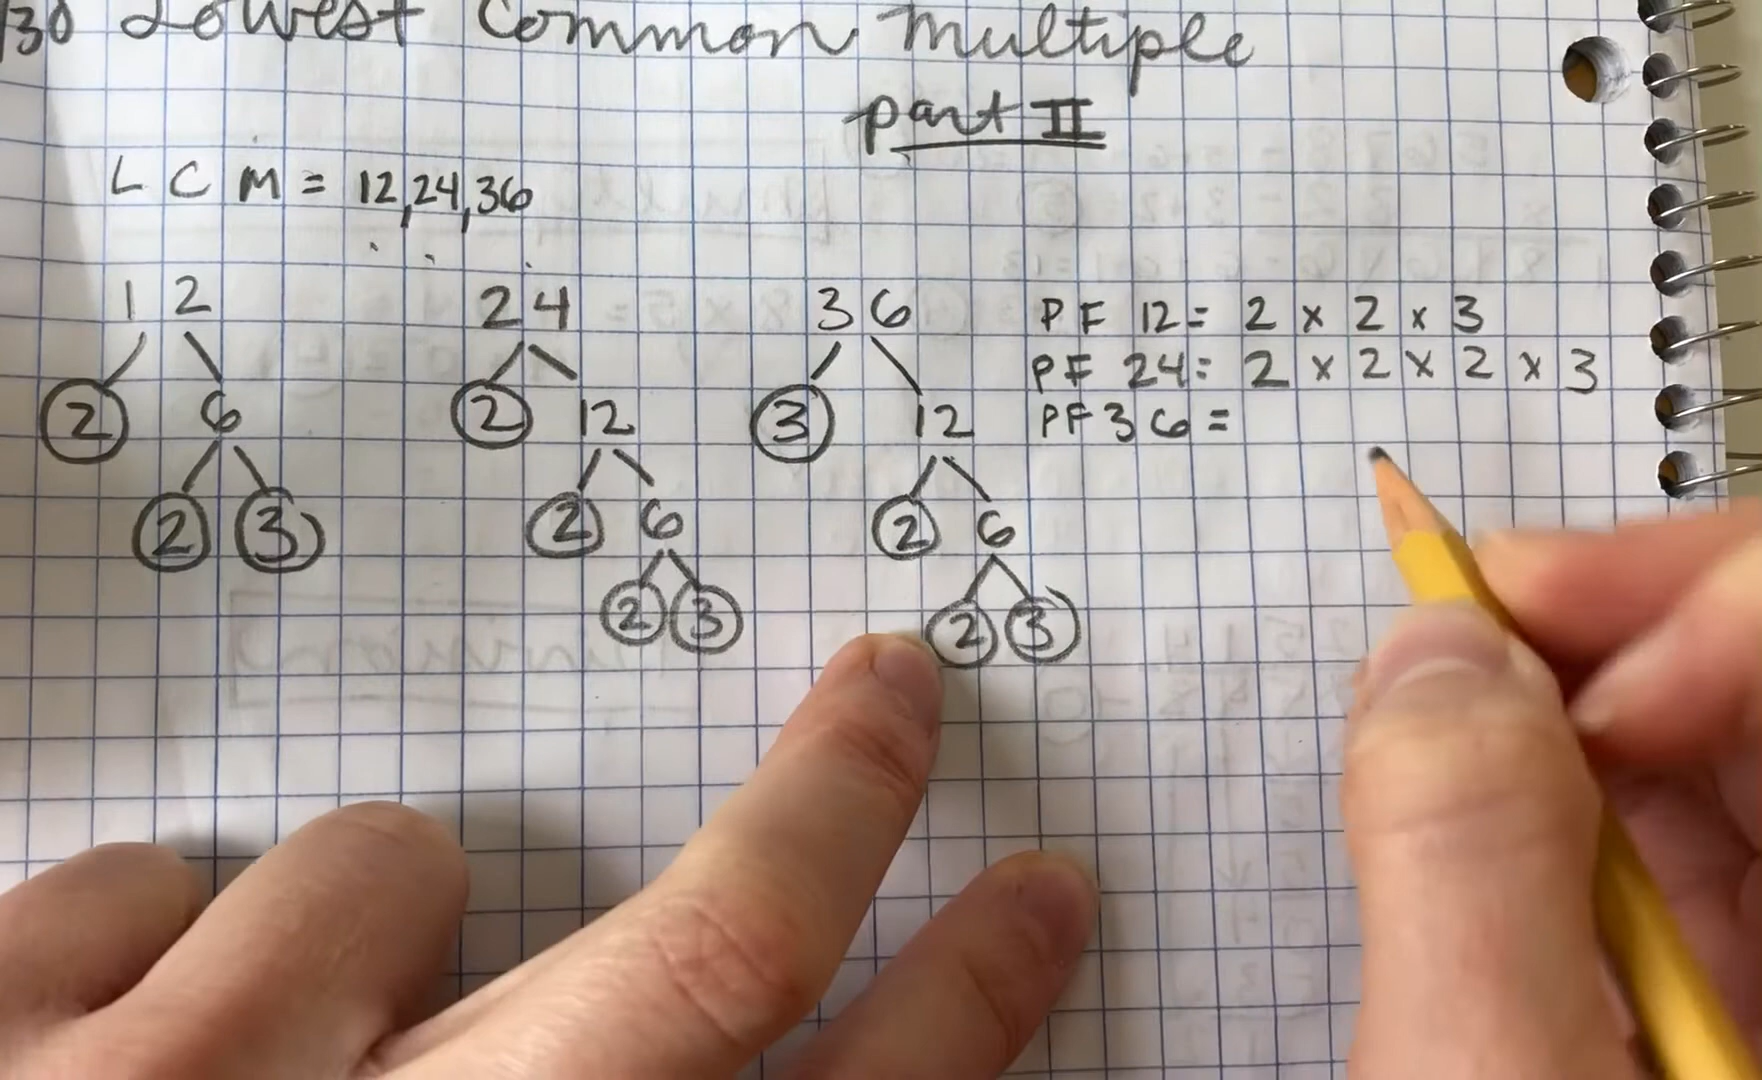 30 Lowest Common Multiple
part II
L C M = 12,24,36
12
24
36
2 6
2 12
3 12
2 3
2 6
2 6
2 3
2 3
PF 12= 2 x 2 x 3
PF 24= 2 x 2 x 2 x 3
PF 36 =